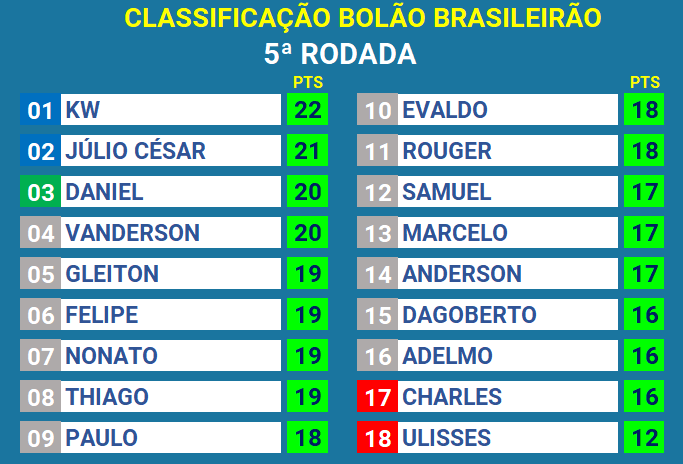 CLASSIFICAÇÃO BOLÃO BRASILEIRÃO
5ª RODADA
PTS
01 KW 22
02 JÚLIO CÉSAR 21
03 DANIEL 20
04 VANDERSON 20
05 GLEITON 19
06 FELIPE 19
07 NONATO 19
08 THIAGO 19
09 PAULO 18
PTS
10 EVALDO 18
11 ROUGER 18
12 SAMUEL 17
13 MARCELO 17
14 ANDERSON 17
15 DAGOBERTO 16
16 ADELMO 16
17 CHARLES 16
18 ULISSES 12